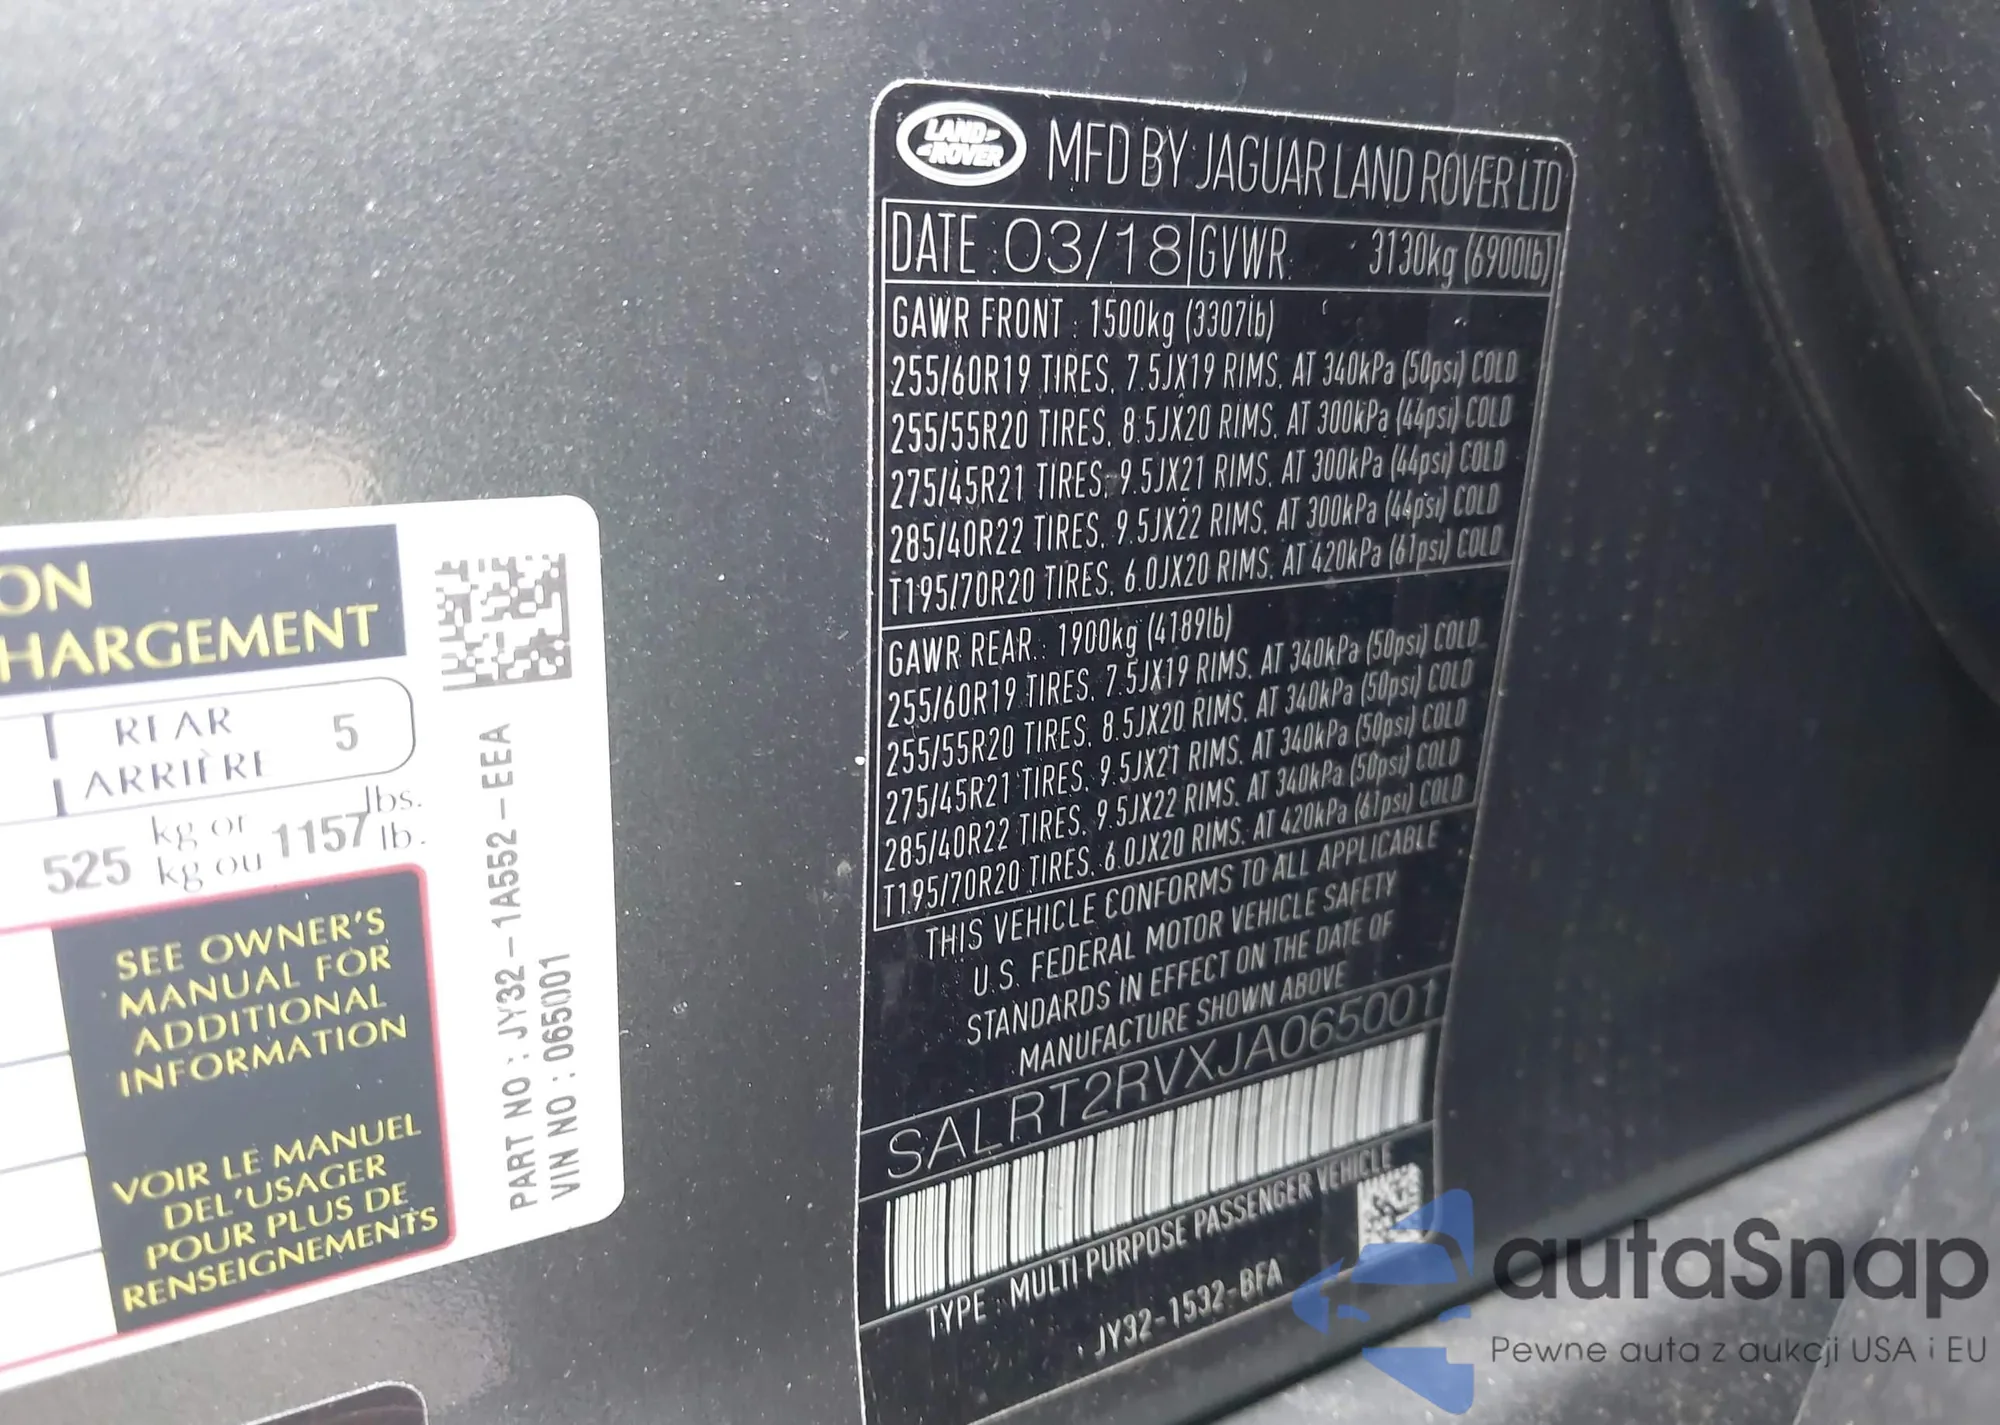 ON
HARGEMENT
REAR
ARRIÈRE
5
525
kg or
kg ou
1157
lbs.
lb.
SEE OWNER'S
MANUAL FOR
ADDITIONAL
INFORMATION
VOIR LE MANUEL
DEL'USAGER
POUR PLUS DE
RENSEIGNEMENTS
PART NO : JY32-1A552-EEA
VIN NO : 065001
LAND
ROVER
MFD BY JAGUAR LAND ROVER LTD
DATE : 03/18 GVWR: 3130kg (6900lb)
GAWR FRONT : 1500kg (3307lb)
255/60R19 TIRES, 7.5JX19 RIMS, AT 340kPa (50psi) COLD
255/55R20 TIRES, 8.5JX20 RIMS, AT 300kPa (44psi) COLD
275/45R21 TIRES, 9.5JX21 RIMS, AT 300kPa (44psi) COLD
285/40R22 TIRES, 9.5JX22 RIMS, AT 300kPa (44psi) COLD
T195/70R20 TIRES, 6.0JX20 RIMS, AT 420kPa (61psi) COLD
GAWR REAR: 1900kg (4189lb)
255/60R19 TIRES, 7.5JX19 RIMS, AT 340kPa (50psi) COLD
255/55R20 TIRES, 8.5JX20 RIMS, AT 340kPa (50psi) COLD
275/45R21 TIRES, 9.5JX21 RIMS, AT 340kPa (50psi) COLD
285/40R22 TIRES, 9.5JX22 RIMS, AT 340kPa (50psi) COLD
T195/70R20 TIRES, 6.0JX20 RIMS, AT 420kPa (61psi) COLD
THIS VEHICLE CONFORMS TO ALL APPLICABLE
U.S. FEDERAL MOTOR VEHICLE SAFETY
STANDARDS IN EFFECT ON THE DATE OF
MANUFACTURE SHOWN ABOVE
SALRT2RVXJA065001
TYPE : MULTI PURPOSE PASSENGER VEHICLE
JY32-1532-BFA
autaSnap
Pewne auta z aukcji USA i EU